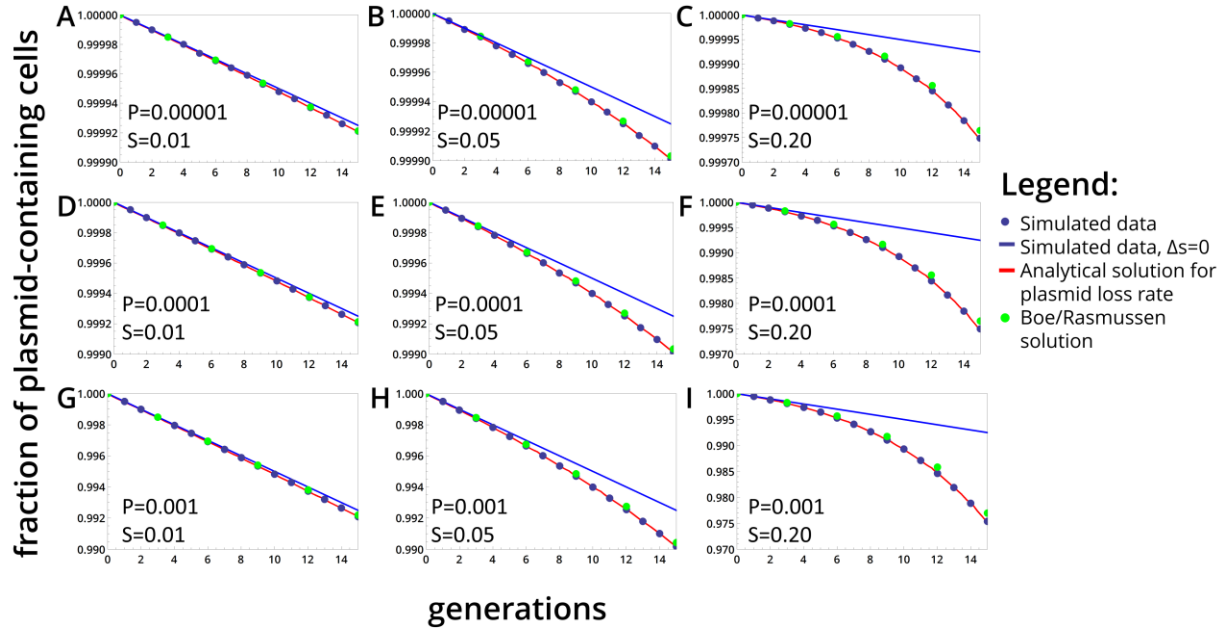 fraction of plasmid-containing cells
A
1.00000
0.99998
0.99996
0.99994
0.99992
0.99990
P=0.00001
S=0.01
0 2 4 6 8 10 12 14
B
1.00000
0.99998
0.99996
0.99994
0.99992
0.99990
P=0.00001
S=0.05
0 2 4 6 8 10 12 14
C
1.00000
0.99995
0.99990
0.99985
0.99980
0.99975
0.99970
P=0.00001
S=0.20
0 2 4 6 8 10 12 14
D
1.0000
0.9998
0.9996
0.9994
0.9992
0.9990
P=0.0001
S=0.01
0 2 4 6 8 10 12 14
E
1.0000
0.9998
0.9996
0.9994
0.9992
0.9990
P=0.0001
S=0.05
0 2 4 6 8 10 12 14
F
1.0000
0.9995
0.9990
0.9985
0.9980
0.9975
0.9970
P=0.0001
S=0.20
0 2 4 6 8 10 12 14
G
1.000
0.998
0.996
0.994
0.992
0.990
P=0.001
S=0.01
0 2 4 6 8 10 12 14
H
1.000
0.998
0.996
0.994
0.992
0.990
P=0.001
S=0.05
0 2 4 6 8 10 12 14
I
1.000
0.995
0.990
0.985
0.980
0.975
0.970
P=0.001
S=0.20
0 2 4 6 8 10 12 14
generations
Legend:
Simulated data
Simulated data, Δs=0
Analytical solution for
plasmid loss rate
Boe/Rasmussen
solution